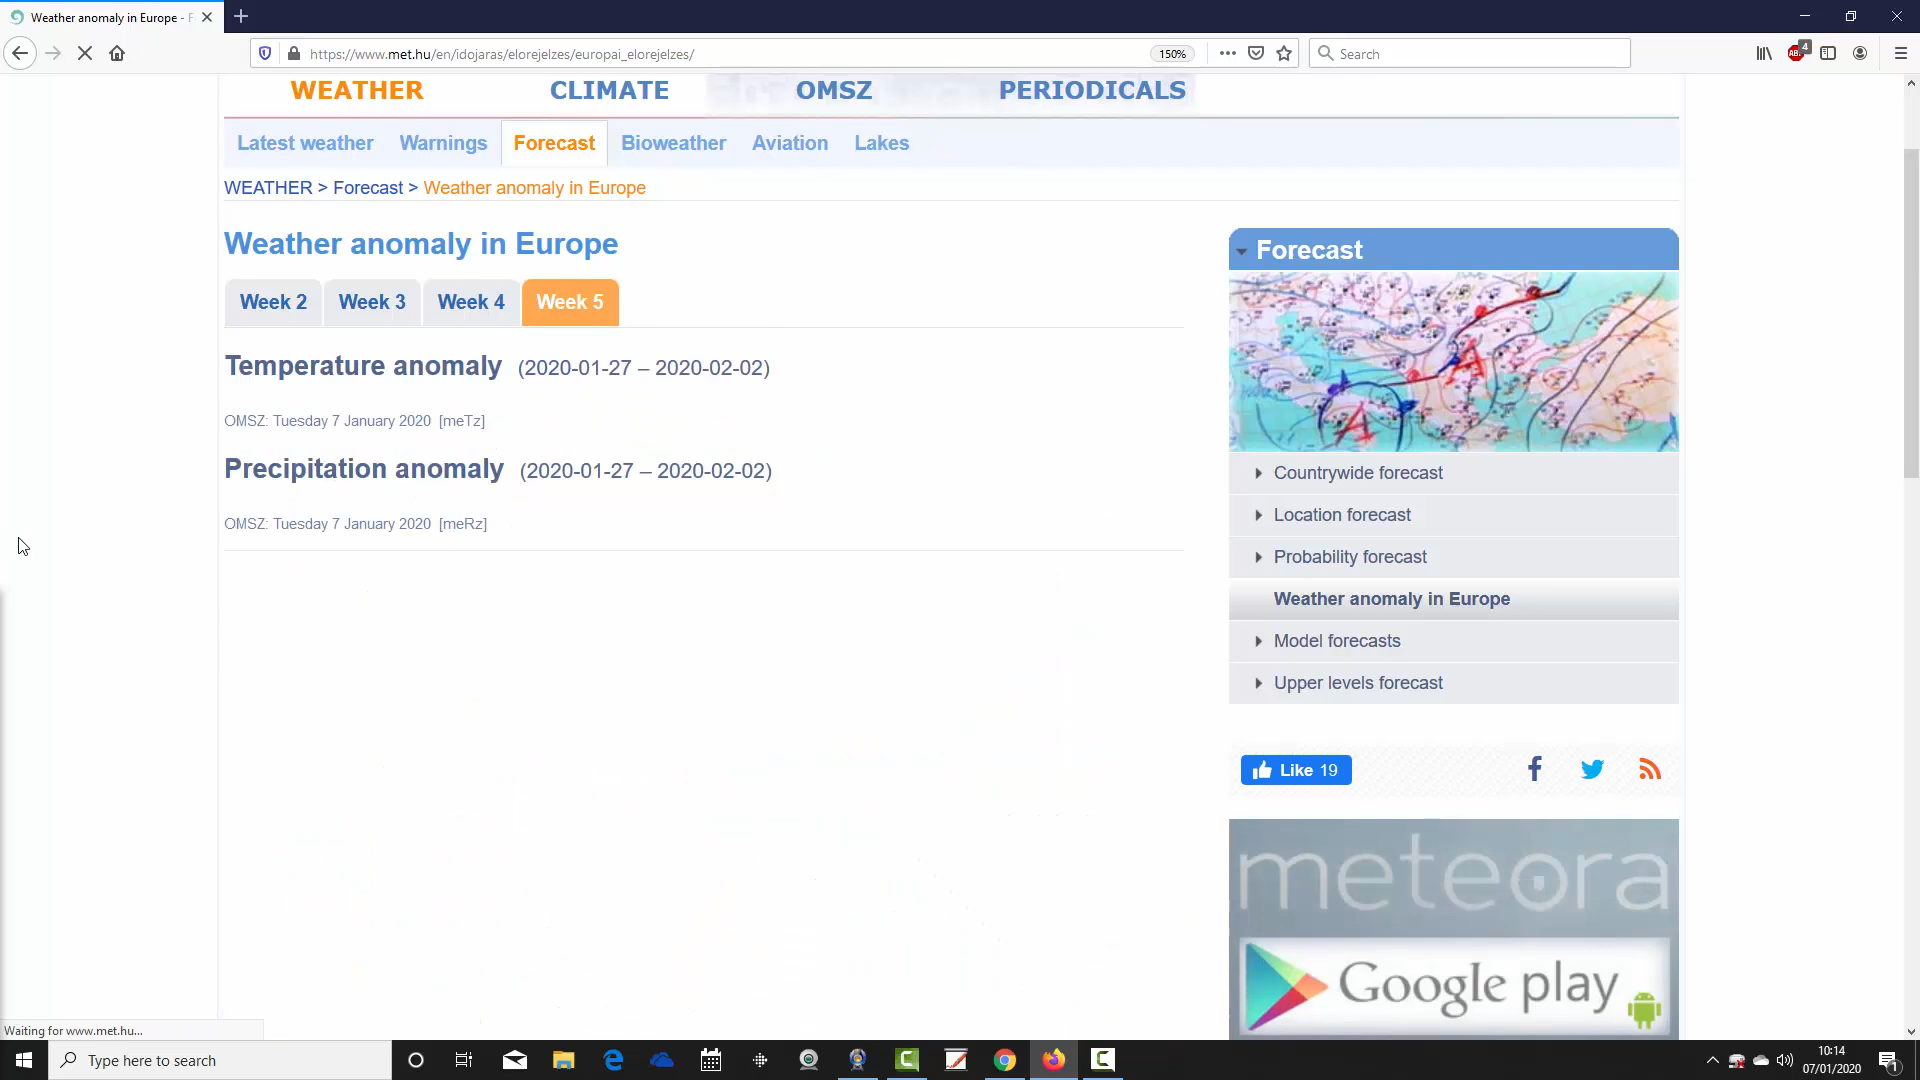 Weather anomaly in Europe - F
https://www.met.hu/en/idojaras/elorejelzes/europai_elorejelzes/
150%
Search
4
WEATHER
CLIMATE
OMSZ
PERIODICALS
Latest weather
Warnings
Forecast
Bioweather
Aviation
Lakes
WEATHER > Forecast > Weather anomaly in Europe
Weather anomaly in Europe
Week 2
Week 3
Week 4
Week 5
Temperature anomaly (2020-01-27 – 2020-02-02)
OMSZ: Tuesday 7 January 2020 [meTz]
Precipitation anomaly (2020-01-27 – 2020-02-02)
OMSZ: Tuesday 7 January 2020 [meRz]
Forecast
Countrywide forecast
Location forecast
Probability forecast
Weather anomaly in Europe
Model forecasts
Upper levels forecast
Like 19
meteora
Google play
Waiting for www.met.hu...
Type here to search
10:14
07/01/2020
1